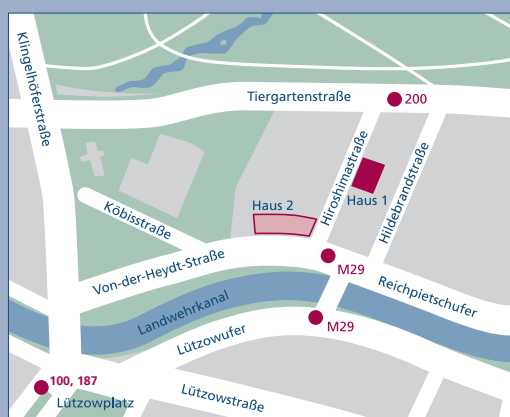 Klingelhöferstraße
Tiergartenstraße
200
Hiroshimastraße
Hildebrandstraße
Haus 1
Haus 2
Köbisstraße
Von-der-Heydt-Straße
M29
Reichpietschufer
Landwehrkanal
M29
Lützowufer
100, 187
Lützowplatz
Lützowstraße